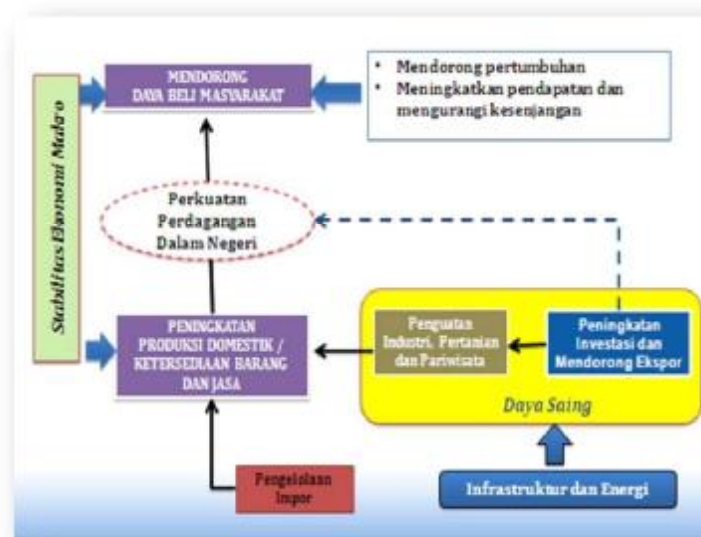 MENDORONG
DAYA BELI MASYARAKAT
• Mendorong pertumbuhan
• Meningkatkan pendapatan dan
mengurangi kesenjangan
Stabilitas Ekonomi Makro
Perkuatan
Perdagangan
Dalam Negeri
PENINGKATAN
PRODUKSI DOMESTIK /
KETERSEDIAAN BARANG
DAN JASA
Penguatan
Industri, Pertanian
dan Pariwisata
Peningkatan
Investasi dan
Mendorong Ekspor
Daya Saing
Pengelolaan
Impor
Infrastruktur dan Energi